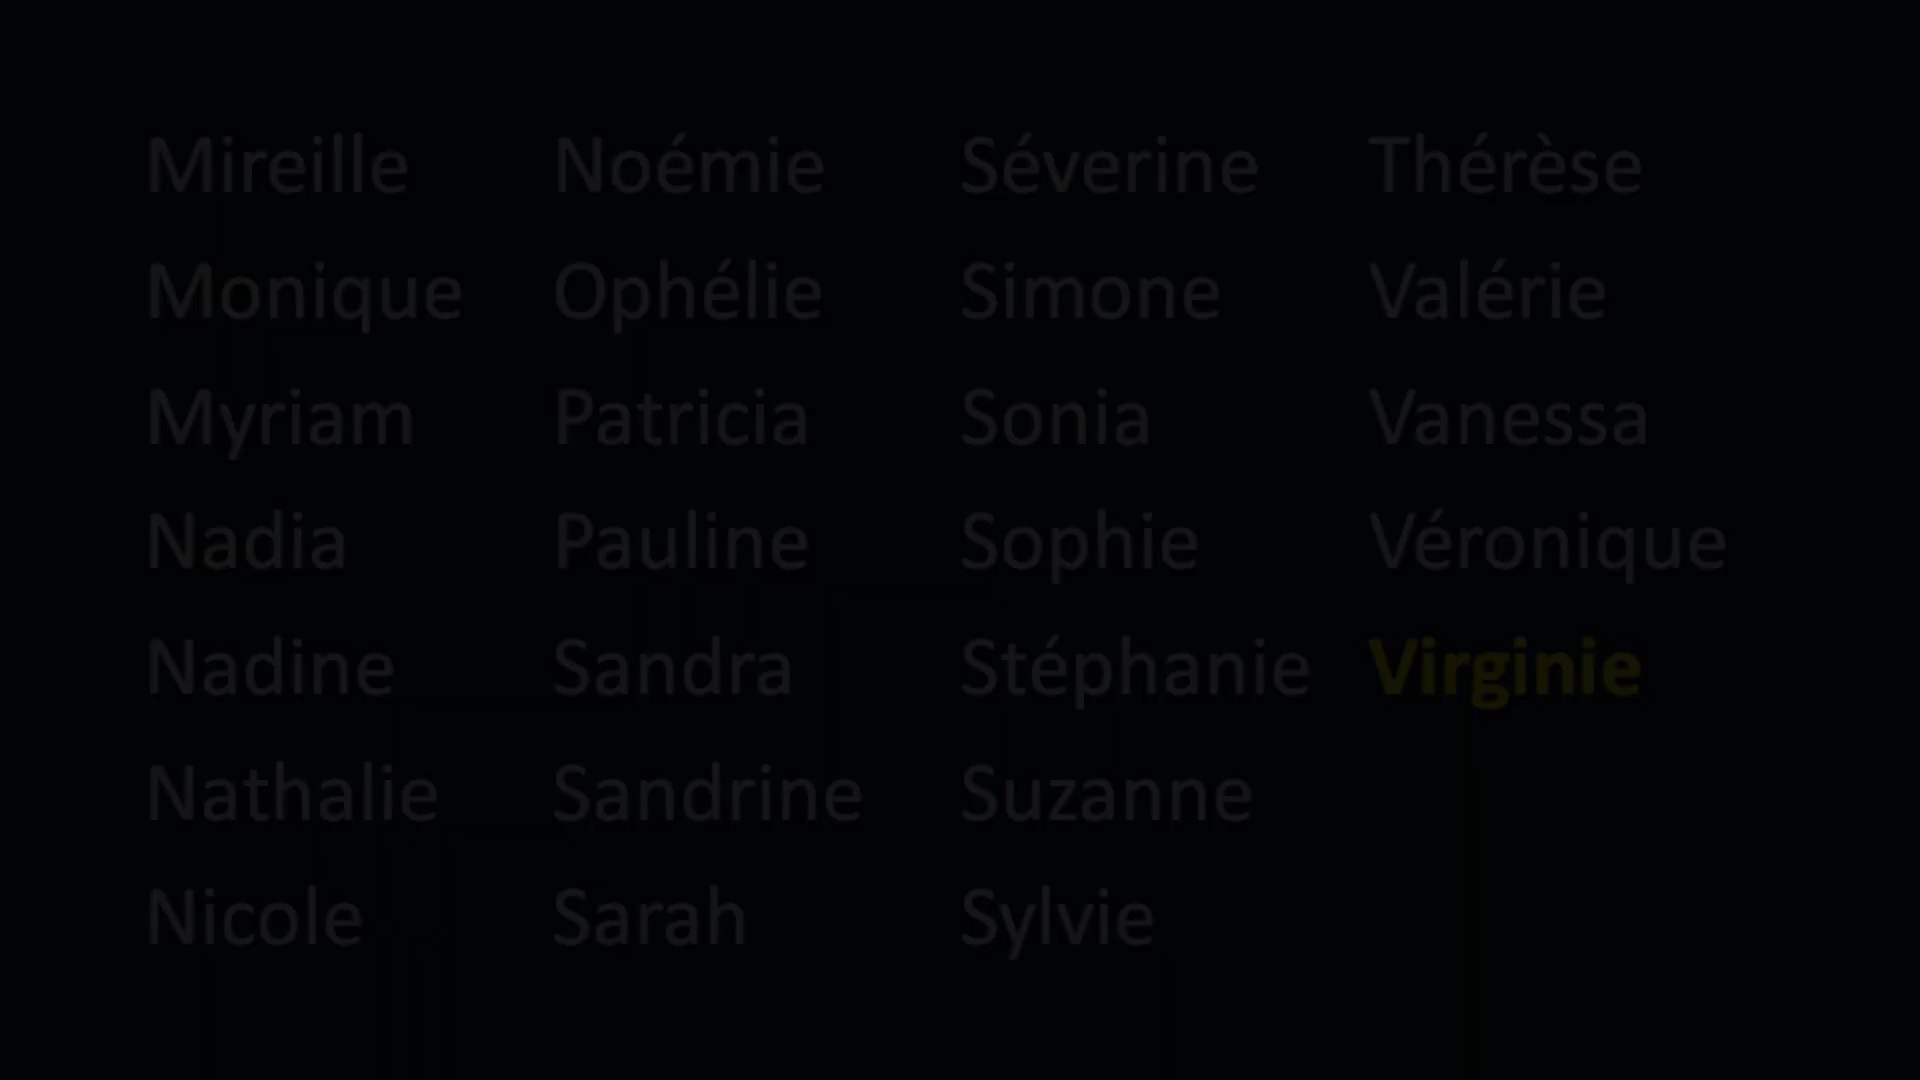 Mireille
Monique
Myriam
Nadia
Nadine
Nathalie
Nicole
Noémie
Ophélie
Patricia
Pauline
Sandra
Sandrine
Sarah
Séverine
Simone
Sonia
Sophie
Stéphanie
Suzanne
Sylvie
Thérèse
Valérie
Vanessa
Véronique
Virginie